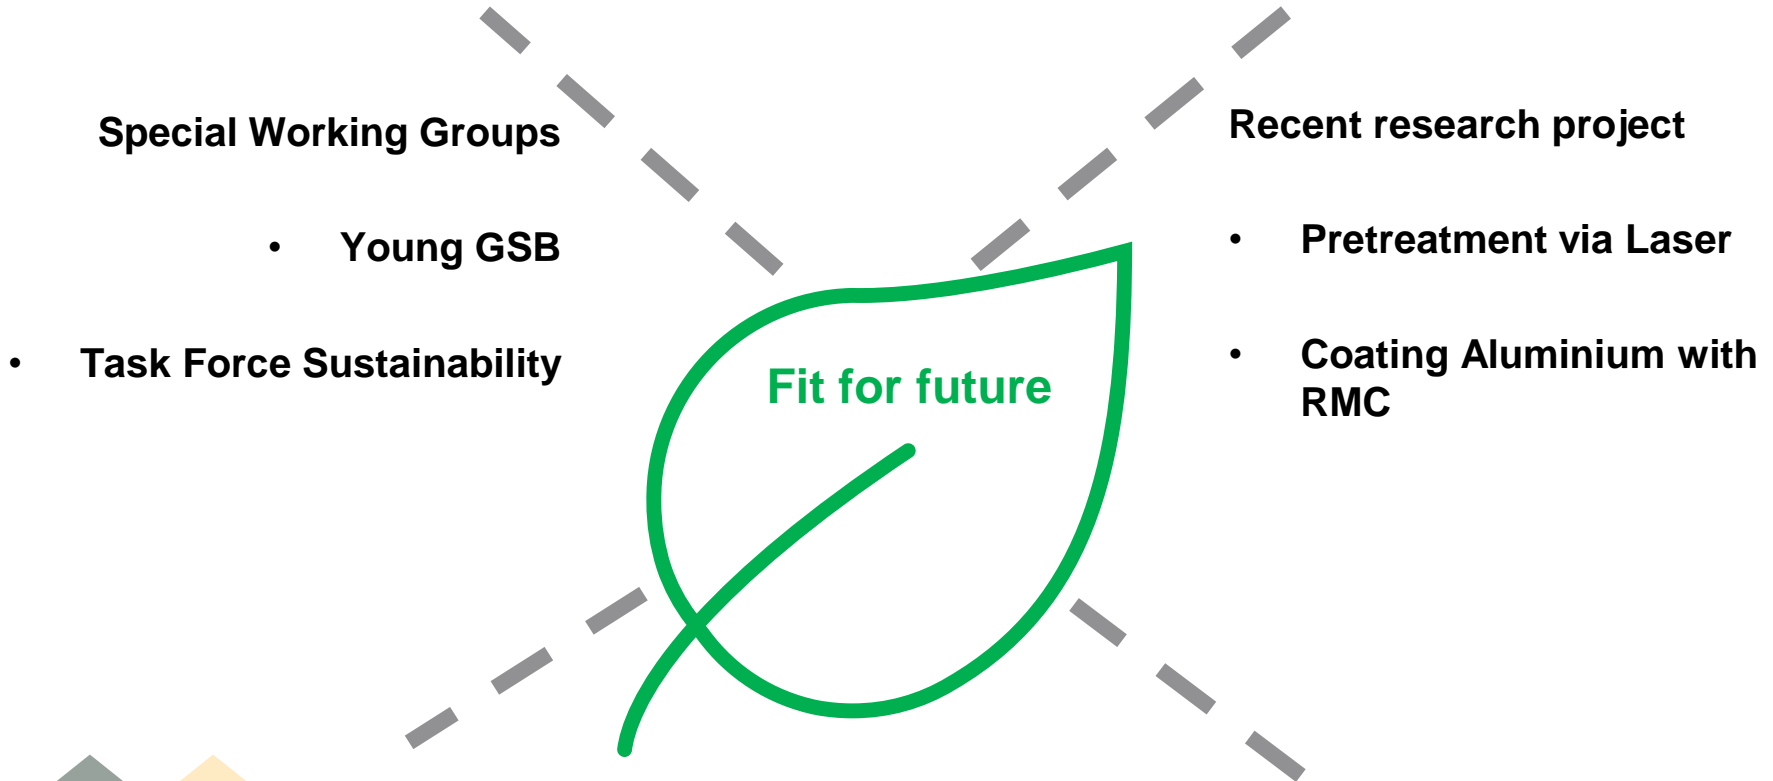 Special Working Groups
• Young GSB
• Task Force Sustainability
Fit for future
Recent research project
• Pretreatment via Laser
• Coating Aluminium with
RMC